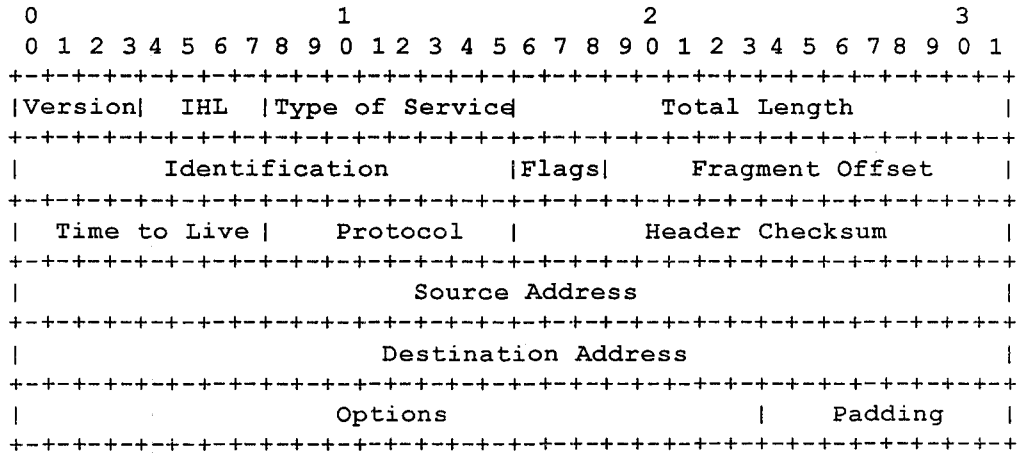 0                   1                   2                   3
0 1 2 3 4 5 6 7 8 9 0 1 2 3 4 5 6 7 8 9 0 1 2 3 4 5 6 7 8 9 0 1
+-+-+-+-+-+-+-+-+-+-+-+-+-+-+-+-+-+-+-+-+-+-+-+-+-+-+-+-+-+-+-+-+
|Version|  IHL  |Type of Service|          Total Length         |
+-+-+-+-+-+-+-+-+-+-+-+-+-+-+-+-+-+-+-+-+-+-+-+-+-+-+-+-+-+-+-+-+
|         Identification        |Flags|     Fragment Offset     |
+-+-+-+-+-+-+-+-+-+-+-+-+-+-+-+-+-+-+-+-+-+-+-+-+-+-+-+-+-+-+-+-+
|  Time to Live |    Protocol   |        Header Checksum        |
+-+-+-+-+-+-+-+-+-+-+-+-+-+-+-+-+-+-+-+-+-+-+-+-+-+-+-+-+-+-+-+-+
|                        Source Address                         |
+-+-+-+-+-+-+-+-+-+-+-+-+-+-+-+-+-+-+-+-+-+-+-+-+-+-+-+-+-+-+-+-+
|                      Destination Address                      |
+-+-+-+-+-+-+-+-+-+-+-+-+-+-+-+-+-+-+-+-+-+-+-+-+-+-+-+-+-+-+-+-+
|                    Options                    |    Padding    |
+-+-+-+-+-+-+-+-+-+-+-+-+-+-+-+-+-+-+-+-+-+-+-+-+-+-+-+-+-+-+-+-+